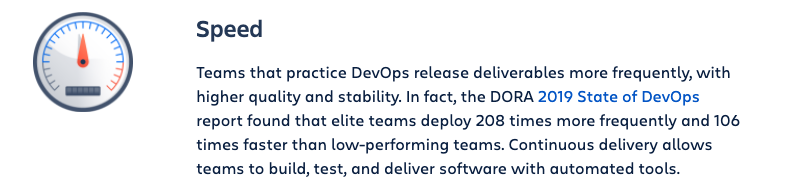 Speed
Teams that practice DevOps release deliverables more frequently, with
higher quality and stability. In fact, the DORA 2019 State of DevOps
report found that elite teams deploy 208 times more frequently and 106
times faster than low-performing teams. Continuous delivery allows
teams to build, test, and deliver software with automated tools.